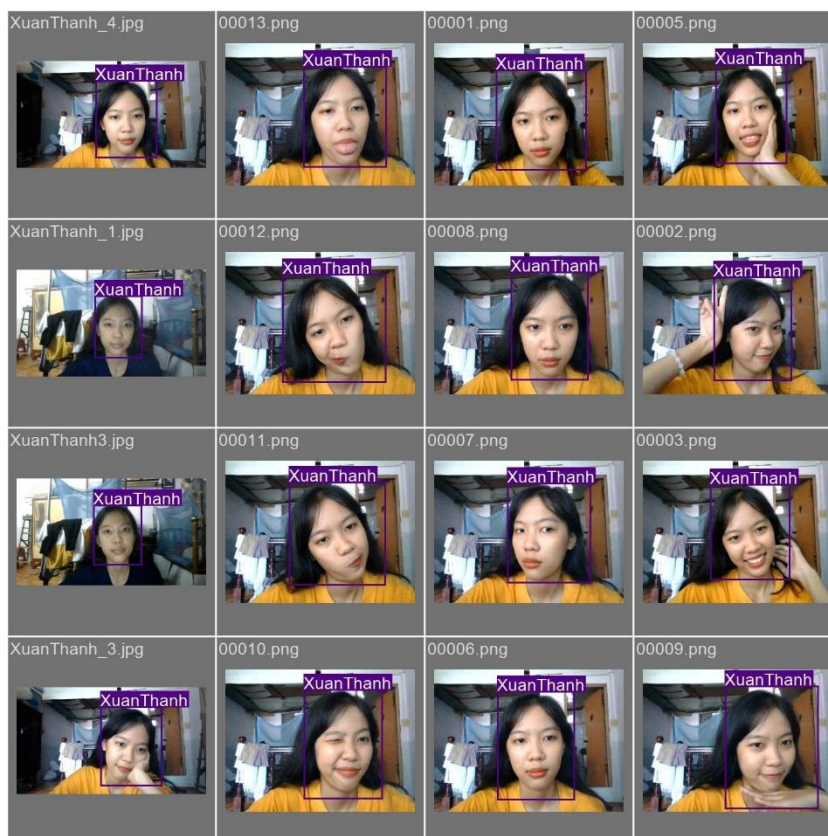 XuanThanh_4.jpg
XuanThanh
00013.png
XuanThanh
00001.png
XuanThanh
00005.png
XuanThanh
XuanThanh_1.jpg
XuanThanh
00012.png
XuanThanh
00008.png
XuanThanh
00002.png
XuanThanh
XuanThanh3.jpg
XuanThanh
00011.png
XuanThanh
00007.png
XuanThanh
00003.png
XuanThanh
XuanThanh_3.jpg
XuanThanh
00010.png
XuanThanh
00006.png
XuanThanh
00009.png
XuanThanh